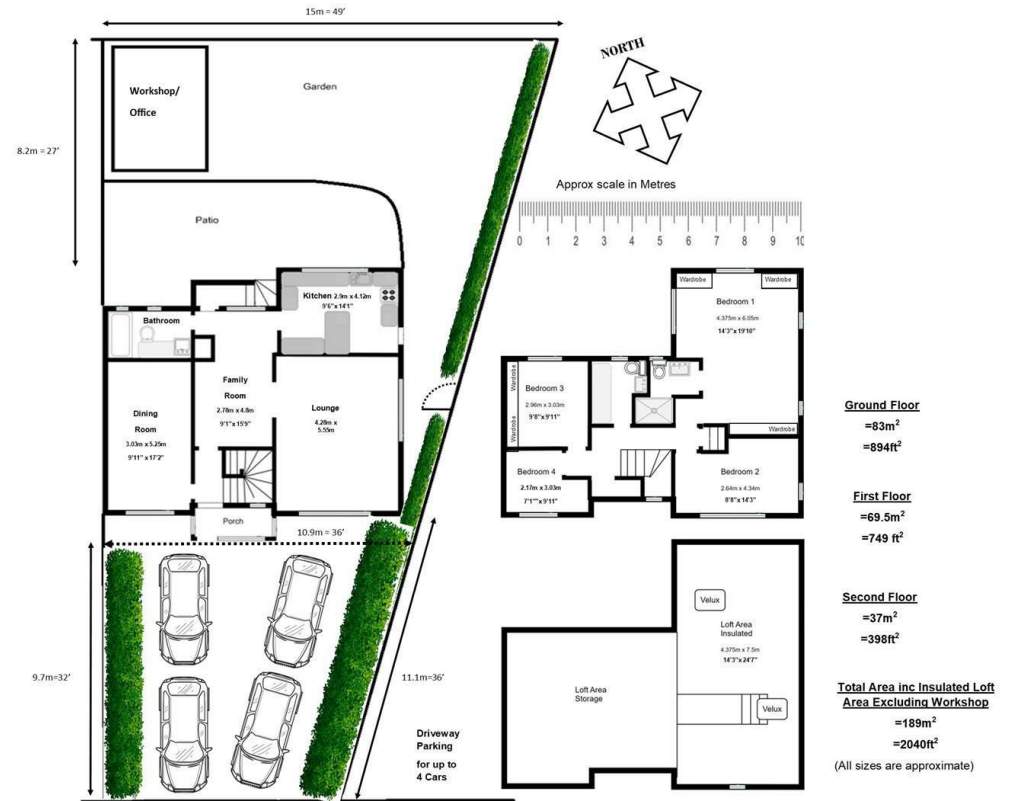 15m = 49'
NORTH
Workshop/
Office
Garden
8.2m = 27'
Approx scale in Metres
0 1 2 3 4 5 6 7 8 9 10
Patio
Kitchen 2.9m x 4.12m
9'6"x 14'1"
Bathroom
Family
Room
2.78m x 4.8m
9'1"x 15'9"
Dining
Room
3.03m x 5.25m
9'11" x 17'2"
Lounge
4.28m x
5.55m
Porch
10.9m = 36'
9.7m=32'
11.1m=36'
Driveway
Parking
for up to
4 Cars
Wardrobe
Wardrobe
Bedroom 1
4.375m x 6.05m
14'3"x 19'10"
Wardrobe
Wardrobe
Bedroom 3
2.96m x 3.03m
9'8"x 9'11"
Wardrobe
Bedroom 4
2.17m x 3.03m
7'1""x 9'11"
Bedroom 2
2.64m x 4.34m
8'8"x 14'3"
Velux
Loft Area
Insulated
4.375m x 7.5m
14'3"x 24'7"
Loft Area
Storage
Velux
Ground Floor
=83m²
=894ft²
First Floor
=69.5m²
=749 ft²
Second Floor
=37m²
=398ft²
Total Area inc Insulated Loft
Area Excluding Workshop
=189m²
=2040ft²
(All sizes are approximate)